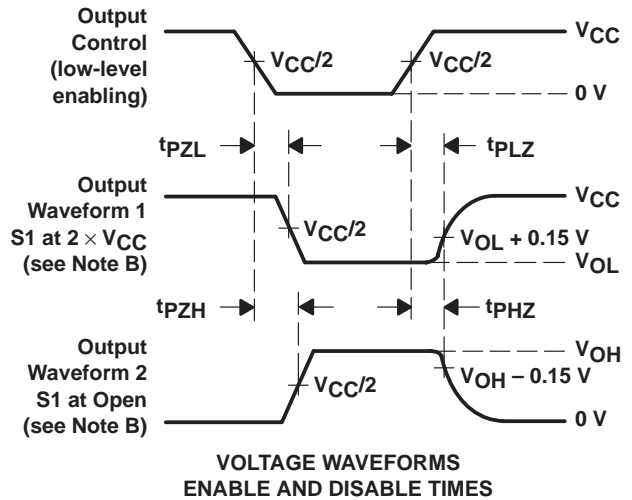 Output
Control
(low-level
enabling)
VCC/2
VCC/2
VCC
0 V
tPZL
tPLZ
Output
Waveform 1
S1 at 2 × VCC
(see Note B)
VCC/2
VCC
VOL + 0.15 V
VOL
tPZH
tPHZ
Output
Waveform 2
S1 at Open
(see Note B)
VCC/2
VOH
VOH – 0.15 V
0 V
VOLTAGE WAVEFORMS
ENABLE AND DISABLE TIMES